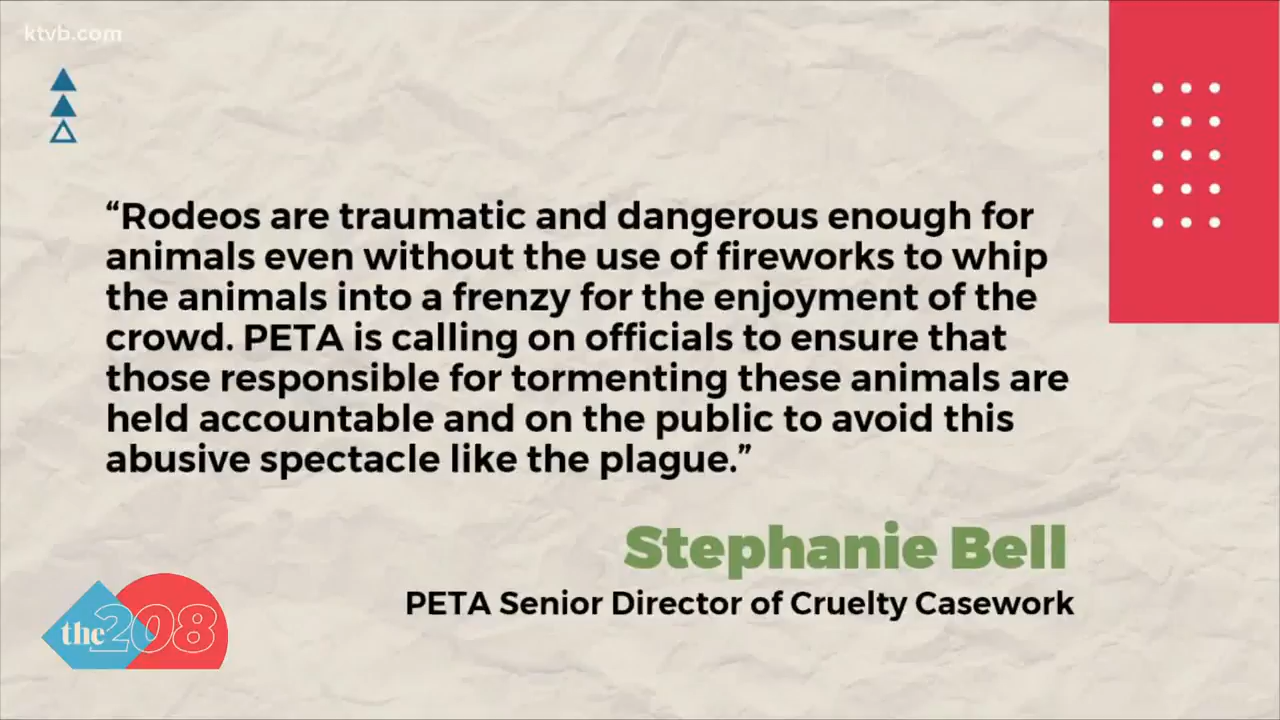 ktvb.com
“Rodeos are traumatic and dangerous enough for
animals even without the use of fireworks to whip
the animals into a frenzy for the enjoyment of the
crowd. PETA is calling on officials to ensure that
those responsible for tormenting these animals are
held accountable and on the public to avoid this
abusive spectacle like the plague.”
Stephanie Bell
PETA Senior Director of Cruelty Casework
the 208